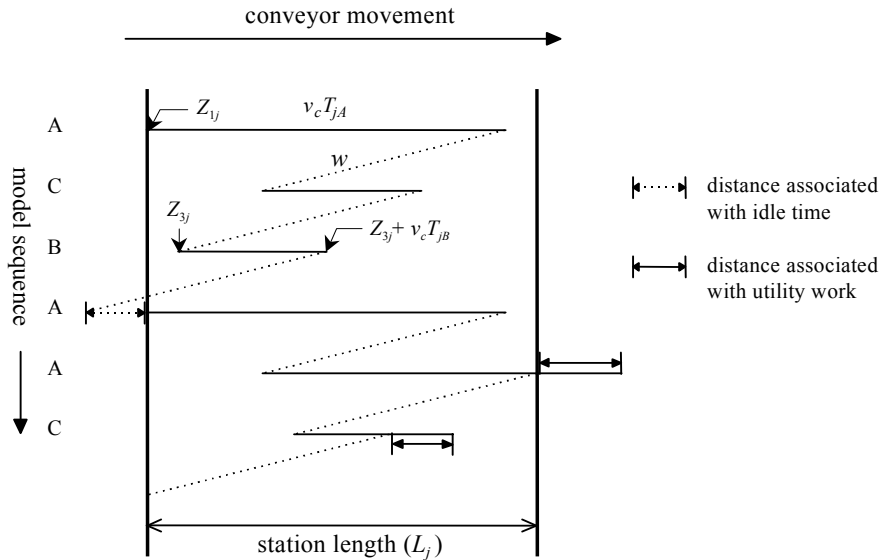 conveyor movement
Z1j
vcTjA
A
w
C
Z3j
Z3j + vcTjB
B
A
A
C
model sequence
distance associated
with idle time
distance associated
with utility work
station length (Lj)